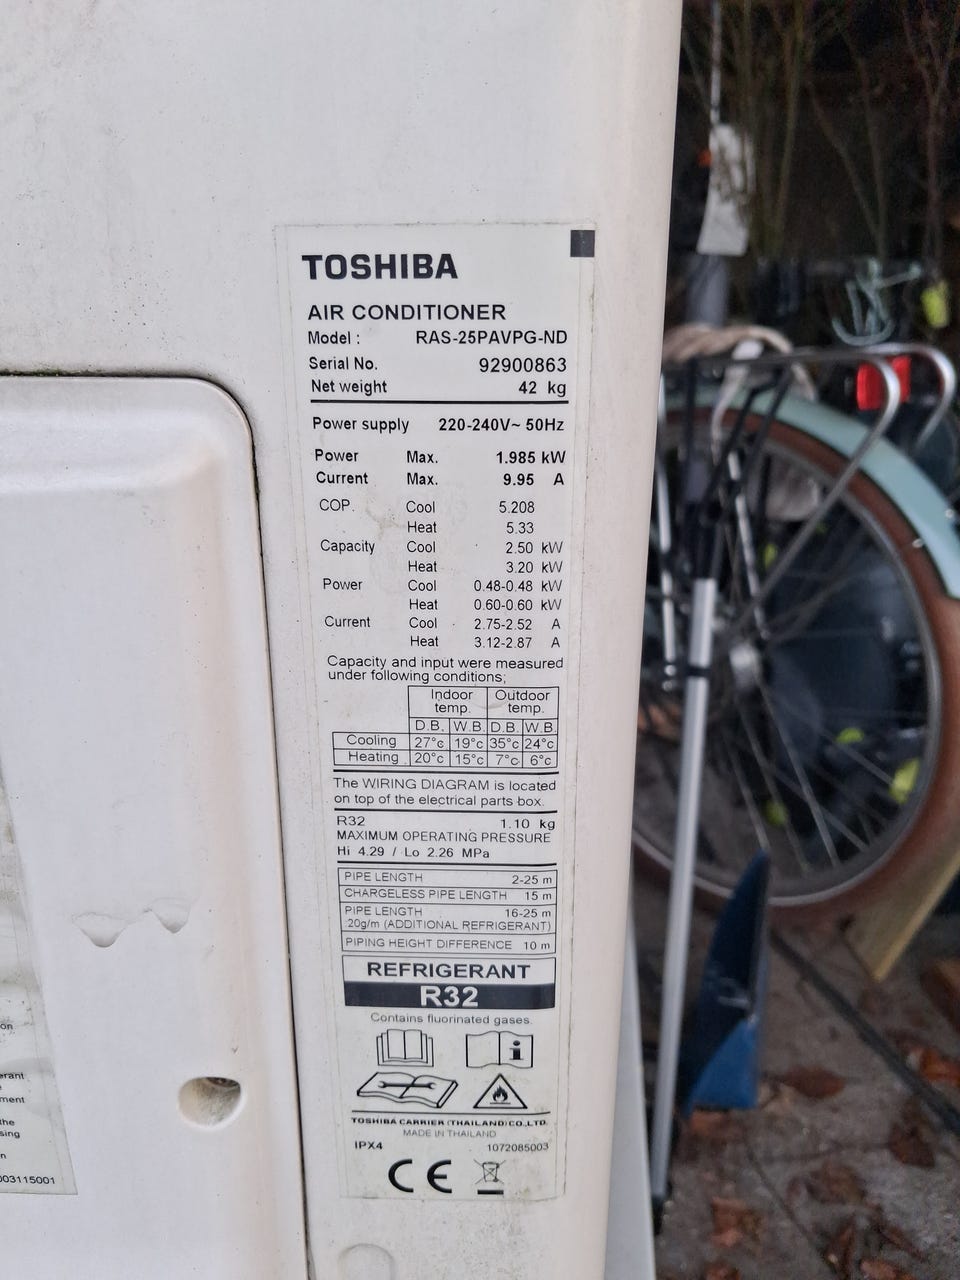 TOSHIBA
AIR CONDITIONER
Model : RAS-25PAVPG-ND
Serial No. 92900863
Net weight 42 kg
Power supply 220-240V~ 50Hz
Power Max. 1.985 kW
Current Max. 9.95 A
COP. Cool 5.208
Heat 5.33
Capacity Cool 2.50 kW
Heat 3.20 kW
Power Cool 0.48-0.48 kW
Heat 0.60-0.60 kW
Current Cool 2.75-2.52 A
Heat 3.12-2.87 A
Capacity and input were measured
under following conditions;
Indoor temp. Outdoor temp.
D.B. W.B. D.B. W.B.
Cooling 27°c 19°c 35°c 24°c
Heating 20°c 15°c 7°c 6°c
The WIRING DIAGRAM is located
on top of the electrical parts box.
R32 1.10 kg
MAXIMUM OPERATING PRESSURE
Hi 4.29 / Lo 2.26 MPa
PIPE LENGTH 2-25 m
CHARGELESS PIPE LENGTH 15 m
PIPE LENGTH 16-25 m
20g/m (ADDITIONAL REFRIGERANT)
PIPING HEIGHT DIFFERENCE 10 m
REFRIGERANT
R32
Contains fluorinated gases.
i
TOSHIBA CARRIER (THAILAND) CO.,LTD.
MADE IN THAILAND
IPX4 1072085003
CE
on
erant
ment
the
sing
n
003115001